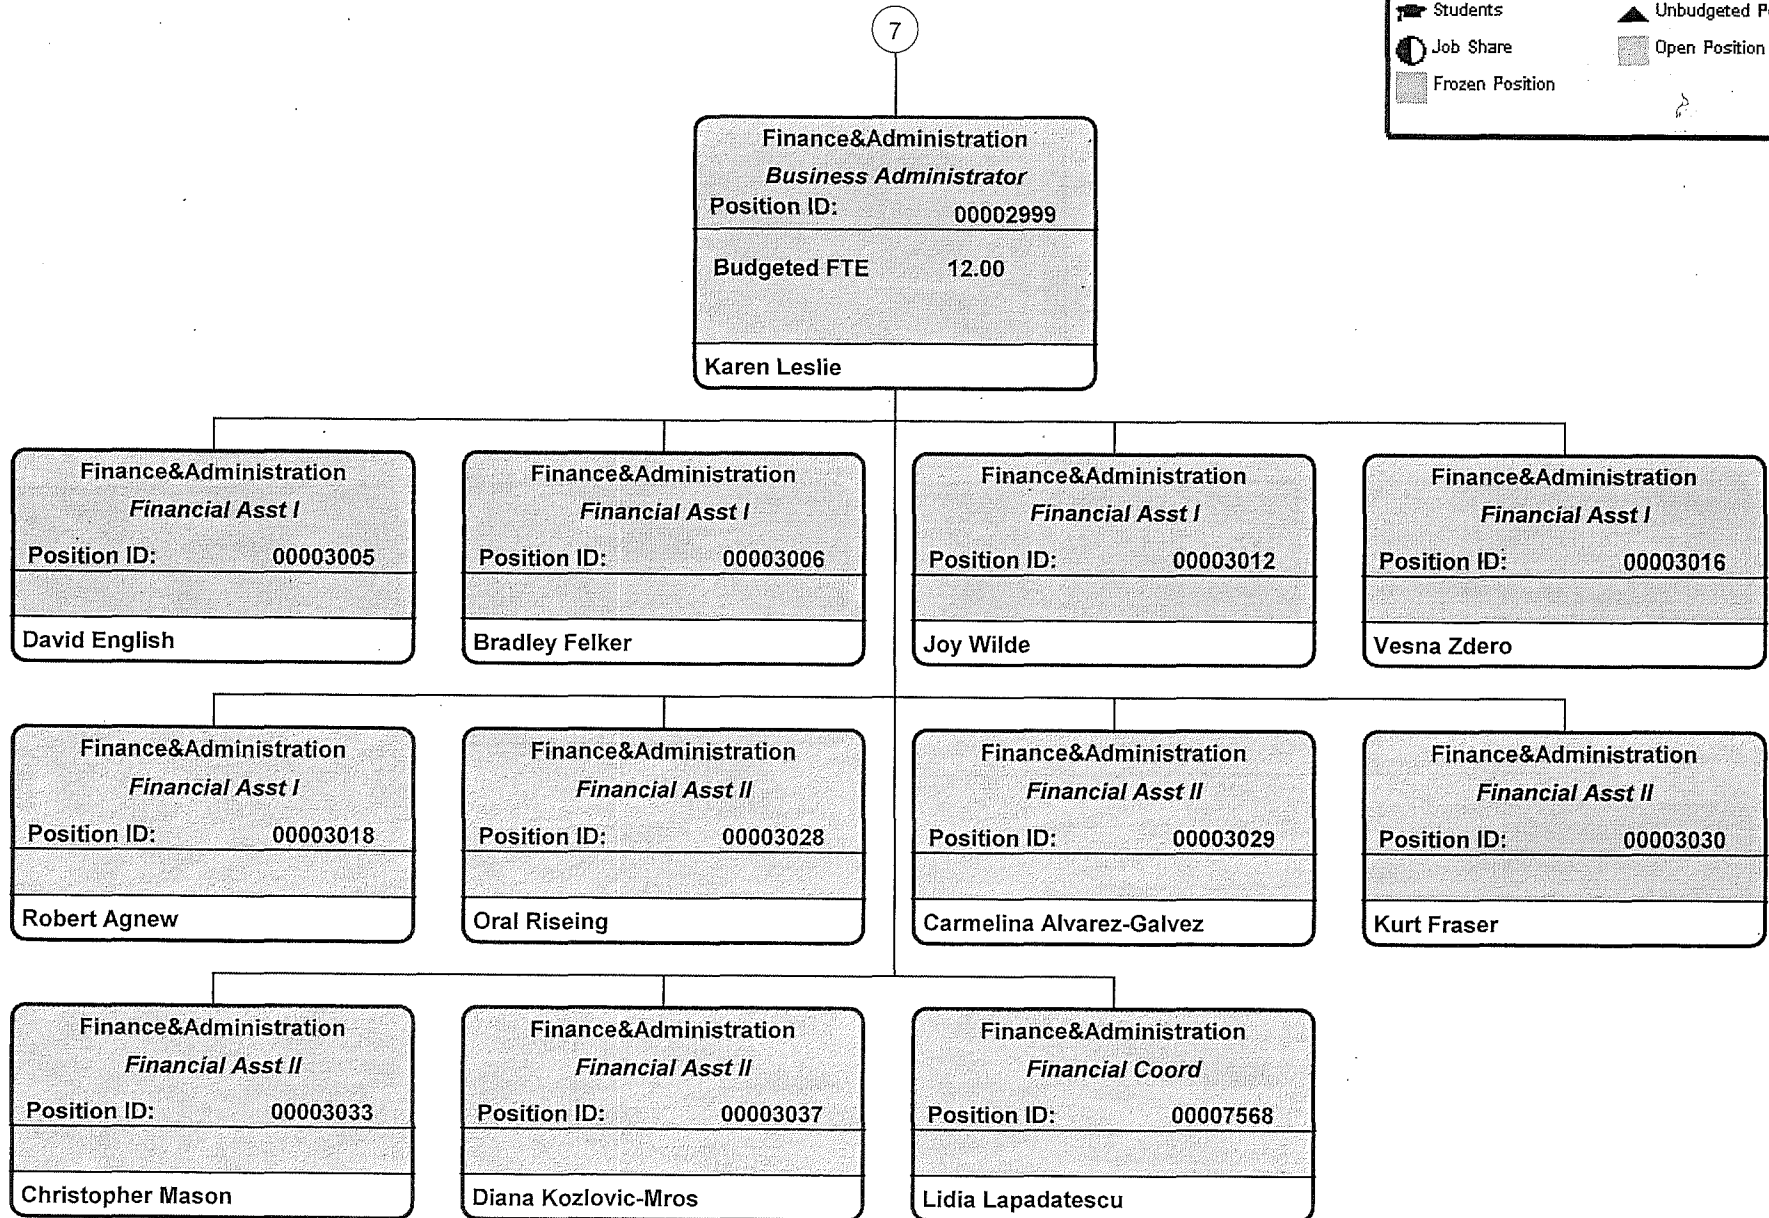 7
Students
Unbudgeted
Job Share
Open Position
Frozen Position
Finance&Administration
Business Administrator
Position ID: 00002999
Budgeted FTE 12.00
Karen Leslie
Finance&Administration
Financial Asst I
Position ID: 00003005
David English
Finance&Administration
Financial Asst I
Position ID: 00003006
Bradley Felker
Finance&Administration
Financial Asst I
Position ID: 00003012
Joy Wilde
Finance&Administration
Financial Asst I
Position ID: 00003016
Vesna Zdero
Finance&Administration
Financial Asst I
Position ID: 00003018
Robert Agnew
Finance&Administration
Financial Asst II
Position ID: 00003028
Oral Riseing
Finance&Administration
Financial Asst II
Position ID: 00003029
Carmelina Alvarez-Galvez
Finance&Administration
Financial Asst II
Position ID: 00003030
Kurt Fraser
Finance&Administration
Financial Asst II
Position ID: 00003033
Christopher Mason
Finance&Administration
Financial Asst II
Position ID: 00003037
Diana Kozlovic-Mros
Finance&Administration
Financial Coord
Position ID: 00007568
Lidia Lapadatescu